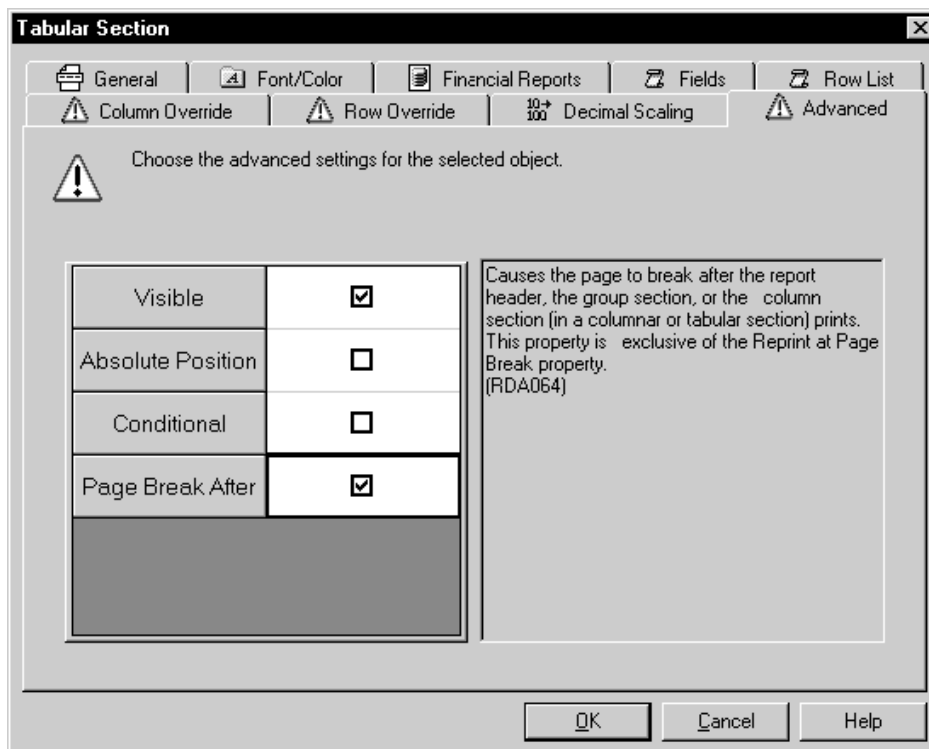 Tabular Section
General
Font/Color
Financial Reports
Fields
Row List
Column Override
Row Override
10→
100
Decimal Scaling
Advanced
Choose the advanced settings for the selected object.
Visible
Absolute Position
Conditional
Page Break After
Causes the page to break after the report
header, the group section, or the   column
section (in a columnar or tabular section) prints.
This property is   exclusive of the Reprint at Page
Break property.
(RDA064)
OK
Cancel
Help